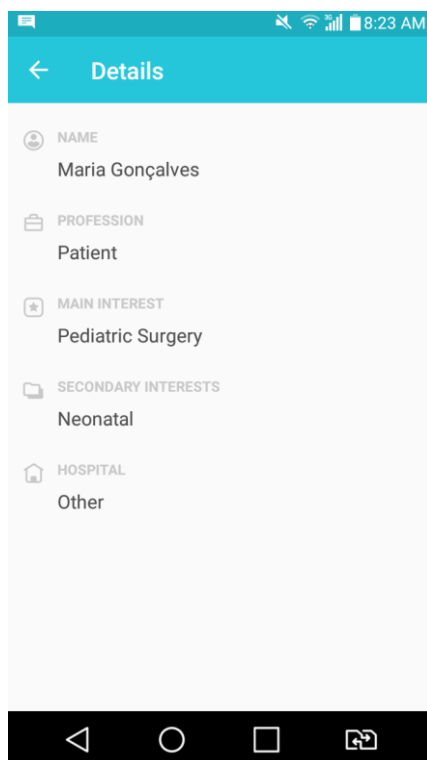 8:23 AM
Details
NAME
Maria Gonçalves
PROFESSION
Patient
MAIN INTEREST
Pediatric Surgery
SECONDARY INTERESTS
Neonatal
HOSPITAL
Other